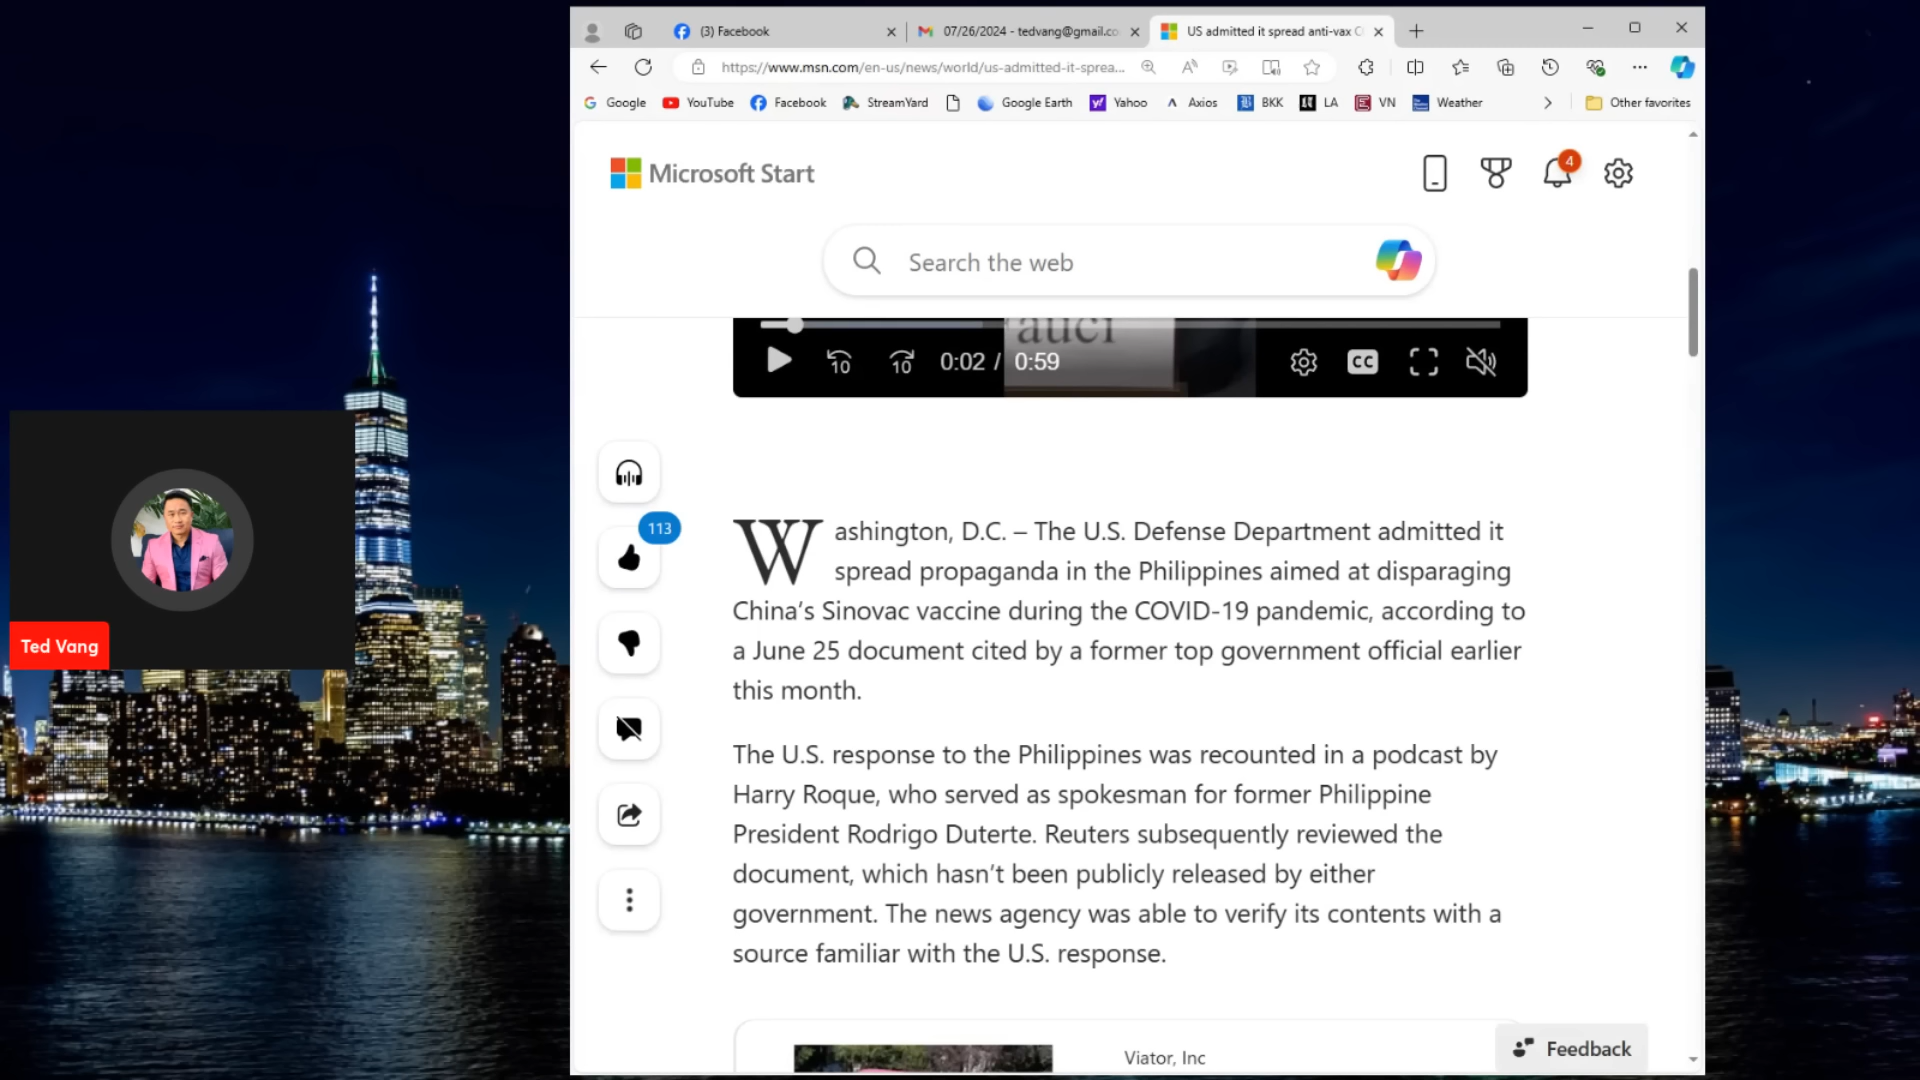 (3) Facebook
07/26/2024 - tedvang@gmail.co
US admitted it spread anti-vax C
https://www.msn.com/en-us/news/world/us-admitted-it-sprea...
Google
YouTube
Facebook
StreamYard
Google Earth
Yahoo
Axios
BKK
LA
VN
Weather
Other favorites
Microsoft Start
4
Search the web
auci
10
10
0:02 / 0:59
CC
113
Washington, D.C. – The U.S. Defense Department admitted it
spread propaganda in the Philippines aimed at disparaging
China’s Sinovac vaccine during the COVID-19 pandemic, according to
a June 25 document cited by a former top government official earlier
this month.
The U.S. response to the Philippines was recounted in a podcast by
Harry Roque, who served as spokesman for former Philippine
President Rodrigo Duterte. Reuters subsequently reviewed the
document, which hasn’t been publicly released by either
government. The news agency was able to verify its contents with a
source familiar with the U.S. response.
Viator, Inc
Feedback
Ted Vang